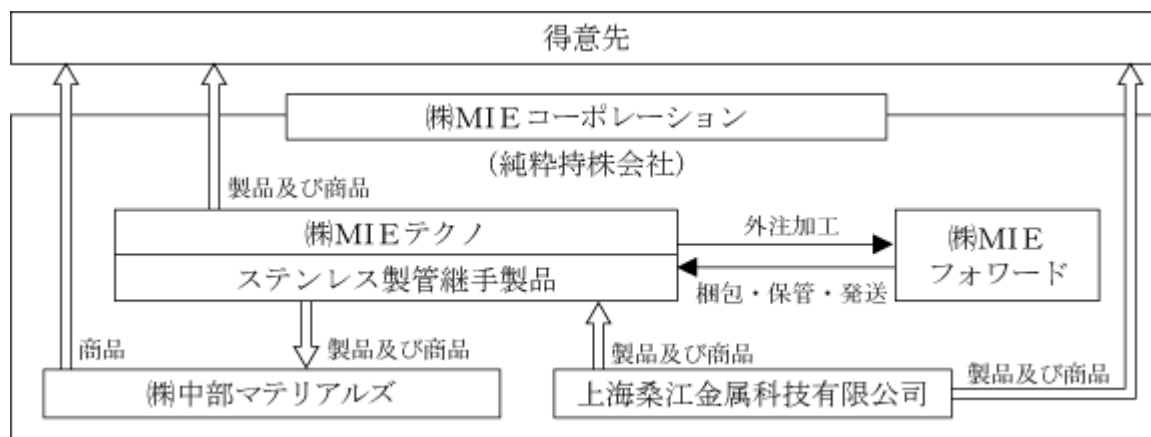 得意先
㈱MIEコーポレーション
(純粋持株会社)
製品及び商品
㈱MIEテクノ
ステンレス製管継手製品
外注加工
梱包・保管・発送
㈱MIE
フォワード
商品
製品及び商品
製品及び商品
製品及び商品
㈱中部マテリアルズ
上海桑江金属科技有限公司